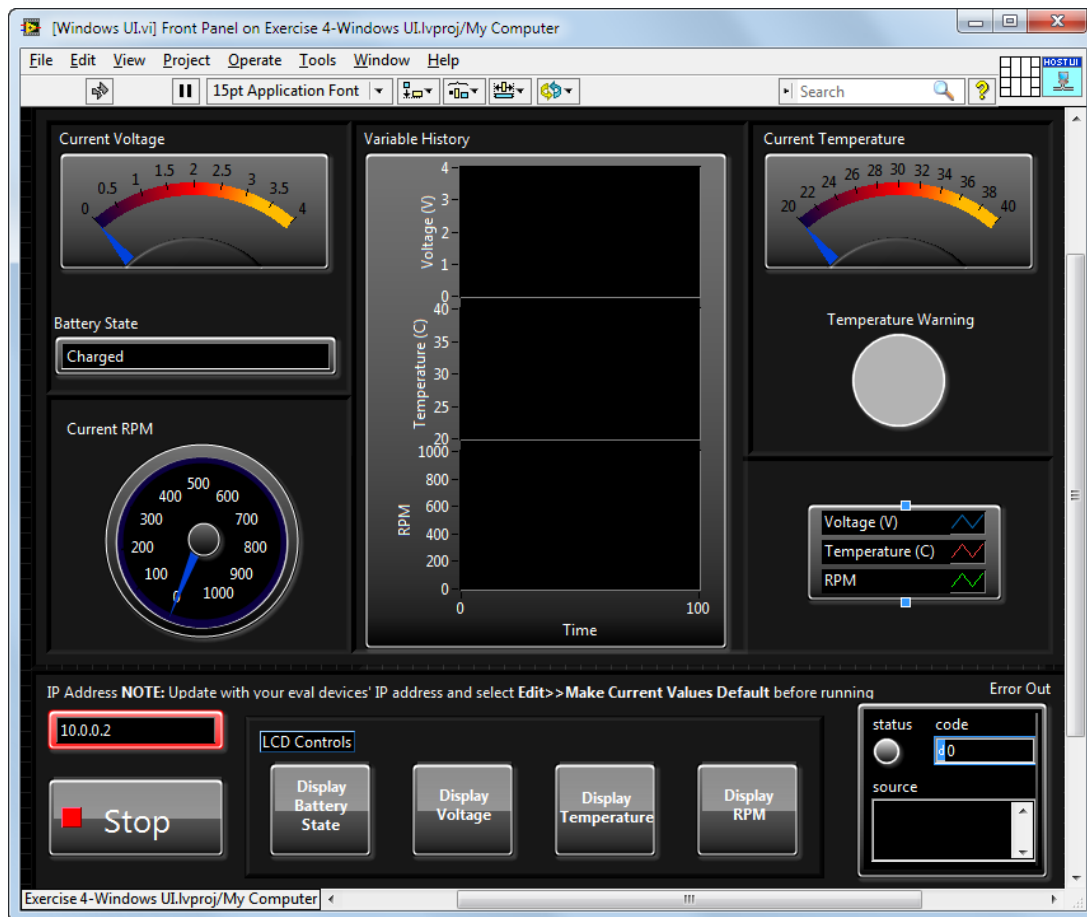 [Windows UI.vi] Front Panel on Exercise 4-Windows UI.lvproj/My Computer
File Edit View Project Operate Tools Window Help
15pt Application Font
Search
HOST UI
Current Voltage
0 0.5 1 1.5 2 2.5 3 3.5 4
Battery State
Charged
Current RPM
0 100 200 300 400 500 600 700 800 900 1000
Variable History
Voltage (V)
4
3
2
1
0
Temperature (C)
40
35
30
25
20
RPM
1000
800
600
400
200
0
0 100
Time
Current Temperature
20 22 24 26 28 30 32 34 36 38 40
Temperature Warning
Voltage (V)
Temperature (C)
RPM
IP Address NOTE: Update with your eval devices' IP address and select Edit>>Make Current Values Default before running
10.0.0.2
Stop
LCD Controls
Display
Battery
State
Display
Voltage
Display
Temperature
Display
RPM
Error Out
status code
d 0
source
Exercise 4-Windows UI.lvproj/My Computer